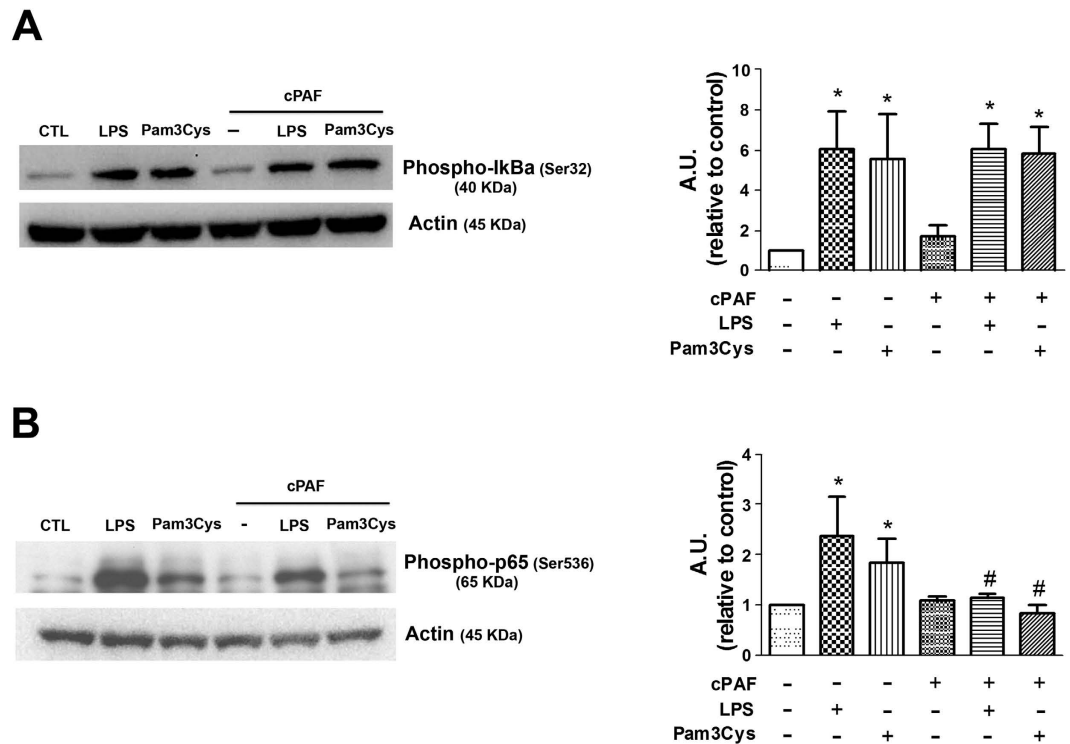 A
cPAF
CTL LPS Pam3Cys – LPS Pam3Cys
Phospho-IkBa (Ser32)
(40 KDa)
Actin (45 KDa)
A.U.
(relative to control)
10
8
6
4
2
0
* * * *
cPAF - - - + + +
LPS - + - - + -
Pam3Cys - - + - - +
B
cPAF
CTL LPS Pam3Cys - LPS Pam3Cys
Phospho-p65 (Ser536)
(65 KDa)
Actin (45 KDa)
A.U.
(relative to control)
4
3
2
1
0
* * # #
cPAF - - - + + +
LPS - + - - + -
Pam3Cys - - + - - +